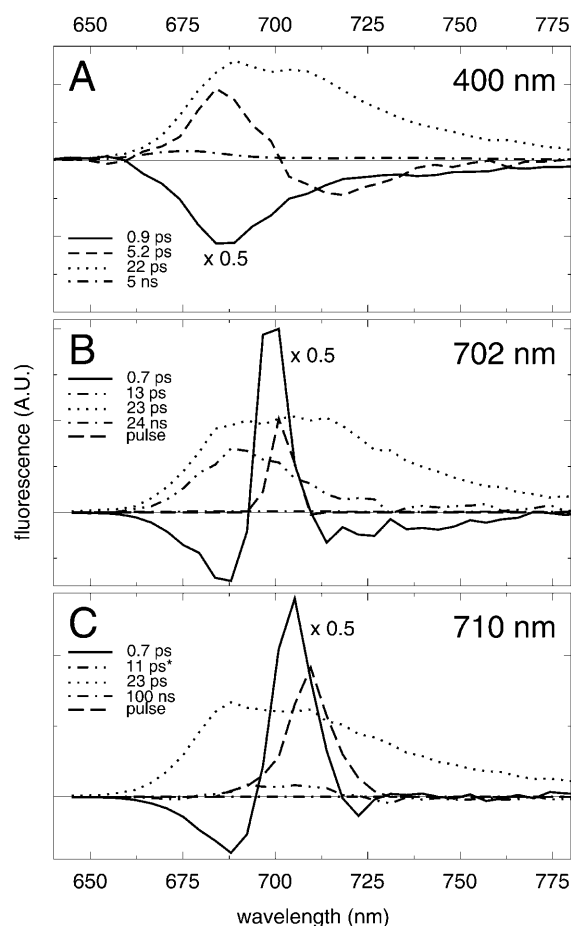 650 675 700 725 750 775
A
400 nm
x 0.5
0.9 ps
5.2 ps
22 ps
5 ns
B
702 nm
x 0.5
0.7 ps
13 ps
23 ps
24 ns
pulse
fluorescence (A.U.)
C
710 nm
x 0.5
0.7 ps
11 ps*
23 ps
100 ns
pulse
650 675 700 725 750 775
wavelength (nm)